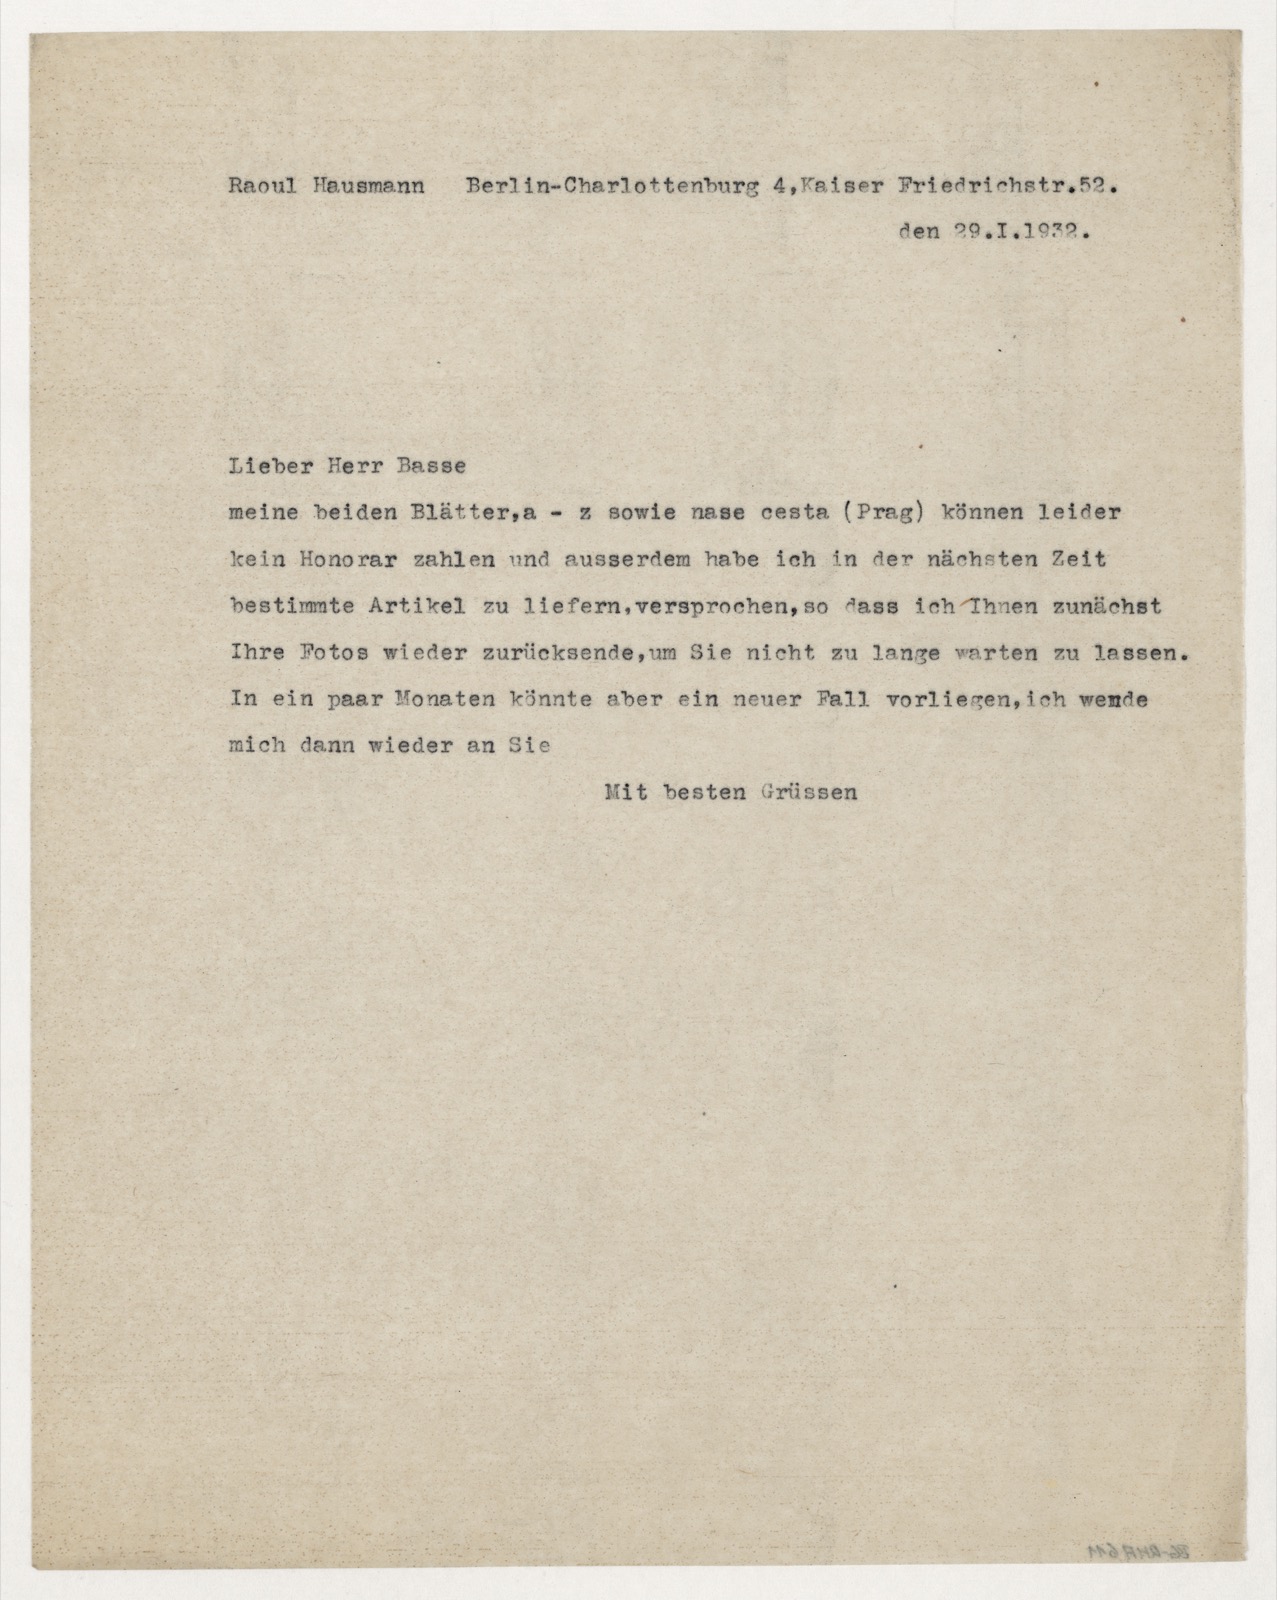 Raoul Hausmann Berlin-Charlottenburg 4,Kaiser Friedrichstr.52.
den 29.I.1932.
Lieber Herr Basse
meine beiden Blätter,a - z sowie nase cesta (Prag) können leider
kein Honorar zahlen und ausserdem habe ich in der nächsten Zeit
bestimmte Artikel zu liefern,versprochen,so dass ich Ihnen zunächst
Ihre Fotos wieder zurücksende,um Sie nicht zu lange warten zu lassen.
In ein paar Monaten könnte aber ein neuer Fall vorliegen,ich wende
mich dann wieder an Sie
Mit besten Grüssen